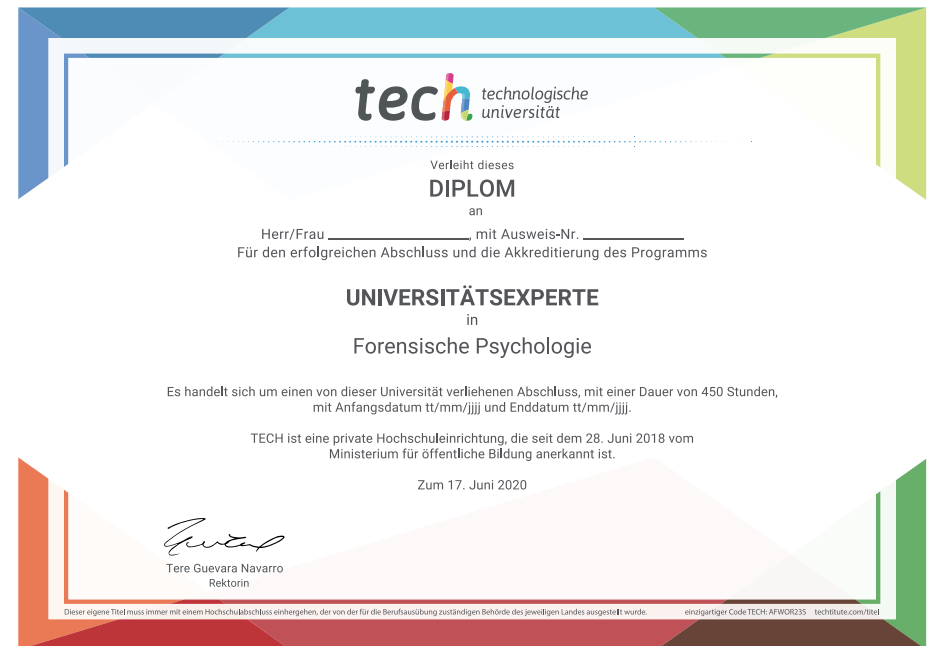 tech technologische
universität
Verleiht dieses
DIPLOM
an
Herr/Frau ________________, mit Ausweis-Nr. ____________
Für den erfolgreichen Abschluss und die Akkreditierung des Programms
UNIVERSITÄTSEXPERTE
in
Forensische Psychologie
Es handelt sich um einen von dieser Universität verliehenen Abschluss, mit einer Dauer von 450 Stunden,
mit Anfangsdatum tt/mm/jjjj und Enddatum tt/mm/jjjj.
TECH ist eine private Hochschuleinrichtung, die seit dem 28. Juni 2018 vom
Ministerium für öffentliche Bildung anerkannt ist.
Zum 17. Juni 2020
Tere Guevara Navarro
Rektorin
Dieser eigene Titel muss immer mit einem Hochschulabschluss einhergehen, der von der für die Berufsausübung zuständigen Behörde des jeweiligen Landes ausgestellt wurde. einzigartiger Code TECH: AFWOR23S techtitute.com/titel